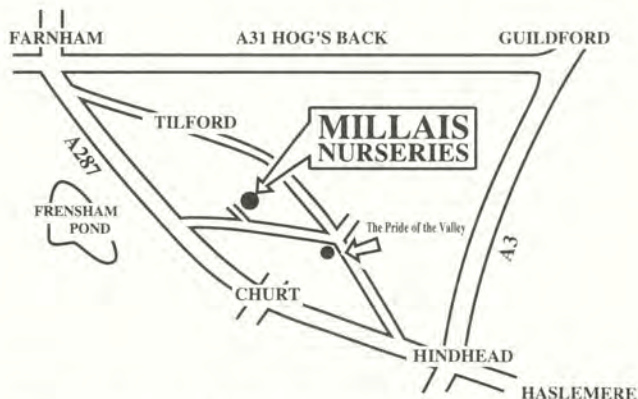 FARNHAM
A31 HOG'S BACK
GUILDFORD
TILFORD
MILLAIS
NURSERIES
A287
FRENSHAM
POND
The Pride of the Valley
A3
CHURT
HINDHEAD
HASLEMERE